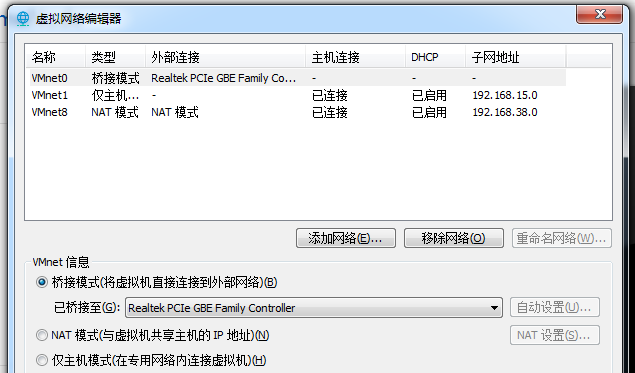 虚拟网络编辑器
名称 类型 外部连接 主机连接 DHCP 子网地址
VMnet0 桥接模式 Realtek PCIe GBE Family Co... - - -
VMnet1 仅主机... - 已连接 已启用 192.168.15.0
VMnet8 NAT 模式 NAT 模式 已连接 已启用 192.168.38.0
添加网络(E)... 移除网络(O) 重命名网络(W)...
VMnet 信息
桥接模式(将虚拟机直接连接到外部网络)(B)
已桥接至(G): Realtek PCIe GBE Family Controller 自动设置(U)...
NAT 模式(与虚拟机共享主机的 IP 地址)(N) NAT 设置(S)...
仅主机模式(在专用网络内连接虚拟机)(H)